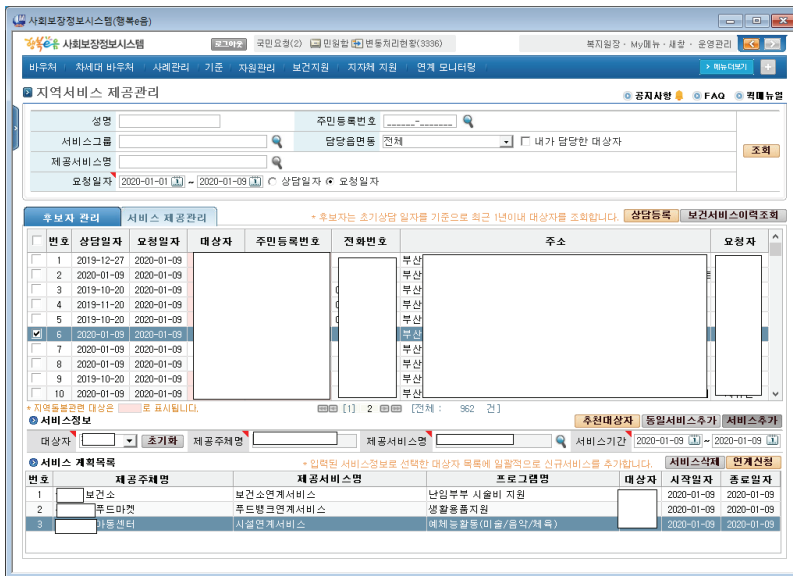 사회보장정보시스템(행복e음)
행복e음 사회보장정보시스템 로그아웃 국민요청(2) 민원함 변동처리현황(3336) 복지원장 · My메뉴 · 새창 · 운영관리
바우처 차세대 바우처 사례관리 기준 자원관리 보건지원 지자체 지원 연계 모니터링 > 메뉴더보기 +
지역서비스 제공관리 공지사항 FAQ 퀵메뉴얼
성명 주민등록번호 ______-_______
서비스그룹 담당읍면동 전체 내가 담당한 대상자
제공서비스명 조회
요청일자 2020-01-01 ~ 2020-01-09 상담일자 요청일자
후보자 관리 서비스 제공관리 * 후보자는 초기상담 일자를 기준으로 최근 1년이내 대상자를 조회합니다. 상담등록 보건서비스이력조회
번호 상담일자 요청일자 대상자 주민등록번호 전화번호 주소 요청자
1 2019-12-27 2020-01-09 부산
2 2020-01-09 2020-01-09 부산
3 2019-10-20 2020-01-09 부산
4 2019-11-20 2020-01-09 부산
5 2019-10-20 2020-01-09 부산
6 2020-01-09 2020-01-09 부산
7 2020-01-09 2020-01-09 부산
8 2020-01-09 2020-01-09 부산
9 2019-10-20 2020-01-09 부산
10 2020-01-09 2020-01-09 부산
* 지역돌봄관련 대상은 로 표시됩니다. [1] 2 [전체 : 962 건]
서비스정보 추천대상자 동일서비스추가 서비스추가
대상자 초기화 제공주체명 제공서비스명 서비스기간 2020-01-09 ~ 2020-01-09
서비스 계획목록 * 입력된 서비스정보로 선택한 대상자 목록에 일괄적으로 신규서비스를 추가합니다. 서비스삭제 연계신청
번호 제공주체명 제공서비스명 프로그램명 대상자 시작일자 종료일자
1 보건소 보건소연계서비스 난임부부 시술비 지원 2020-01-09 2020-01-09
2 푸드마켓 푸드뱅크연계서비스 생활용품지원 2020-01-09 2020-01-09
3 아동센터 시설연계서비스 예체능활동(미술/음악/체육) 2020-01-09 2020-01-09